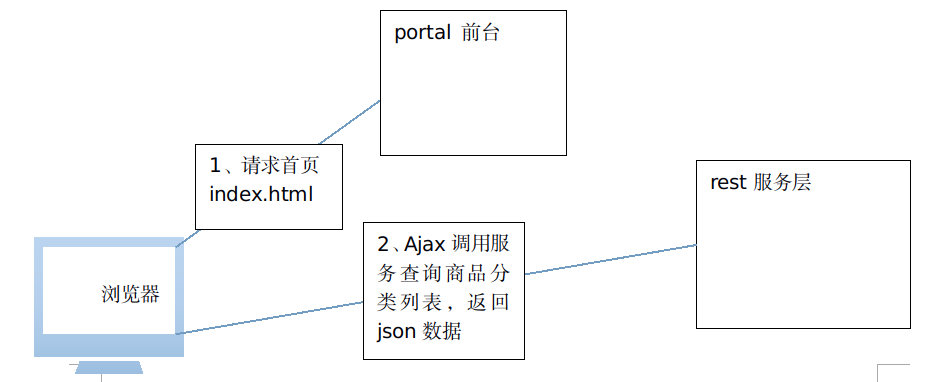 portal 前台
1、请求首页
index.html
rest 服务层
2、Ajax 调用服
务查询商品分
类列表，返回
json 数据
浏览器